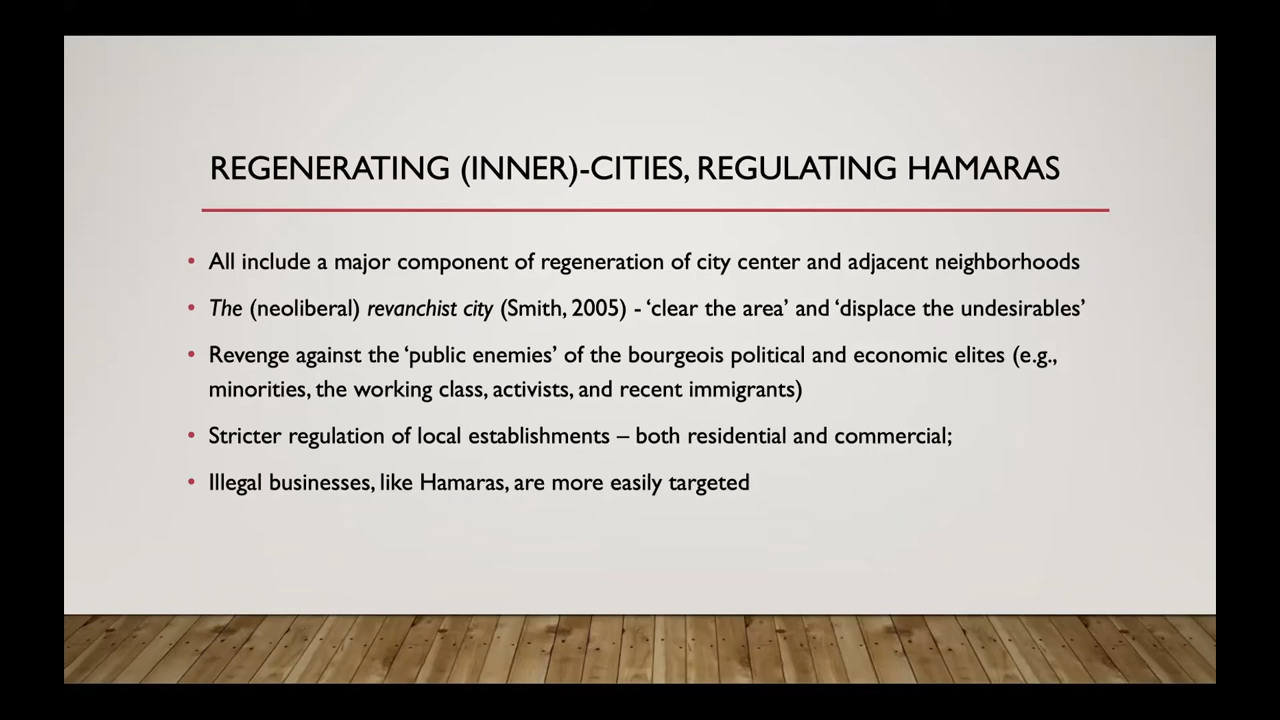 REGENERATING (INNER)-CITIES, REGULATING HAMARAS
• All include a major component of regeneration of city center and adjacent neighborhoods
• The (neoliberal) revanchist city (Smith, 2005) - ‘clear the area’ and ‘displace the undesirables’
• Revenge against the ‘public enemies’ of the bourgeois political and economic elites (e.g.,
minorities, the working class, activists, and recent immigrants)
• Stricter regulation of local establishments – both residential and commercial;
• Illegal businesses, like Hamaras, are more easily targeted